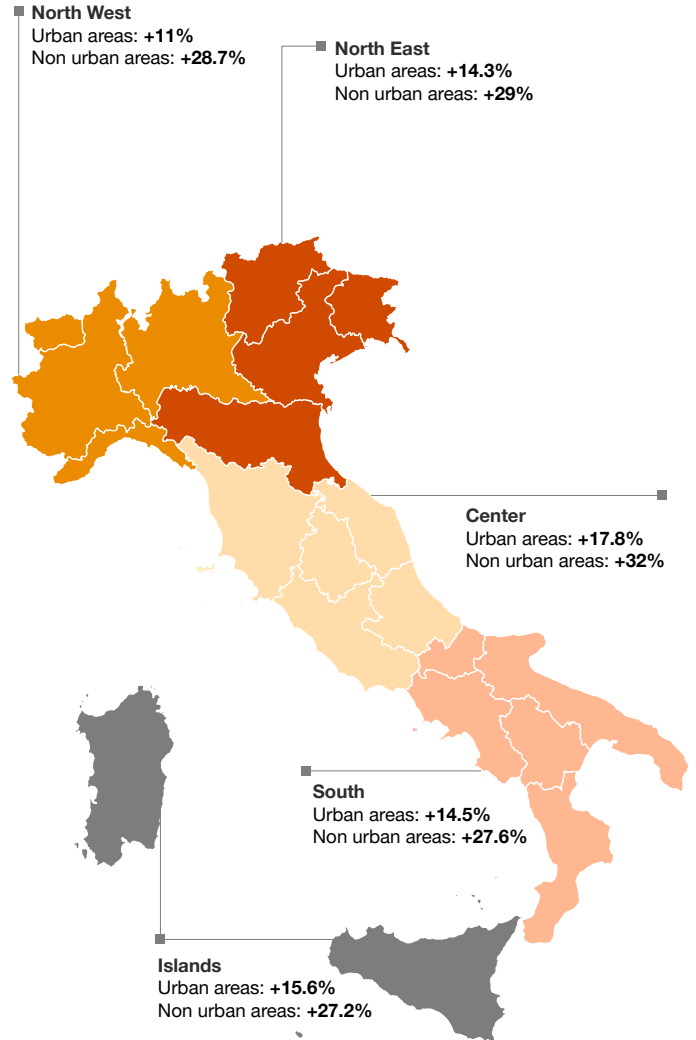 North West
Urban areas: +11%
Non urban areas: +28.7%
North East
Urban areas: +14.3%
Non urban areas: +29%
Center
Urban areas: +17.8%
Non urban areas: +32%
South
Urban areas: +14.5%
Non urban areas: +27.6%
Islands
Urban areas: +15.6%
Non urban areas: +27.2%